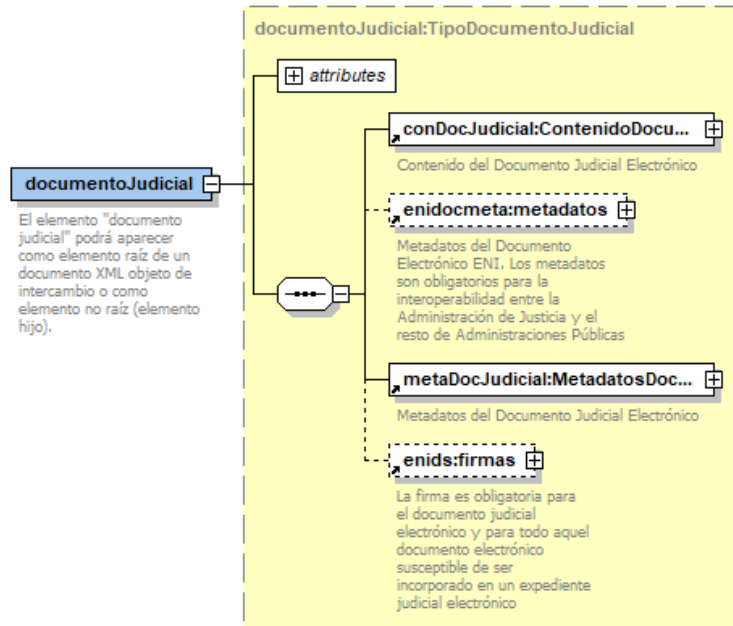 documentoJudicial:TipoDocumentoJudicial
attributes
conDocJudicial:ContenidoDocu...
Contenido del Documento Judicial Electrónico
documentoJudicial
El elemento "documento
judicial" podrá aparecer
como elemento raíz de un
documento XML objeto de
intercambio o como
elemento no raíz (elemento
hijo).
enidocmeta:metadatos
Metadatos del Documento
Electrónico ENI. Los metadatos
son obligatorios para la
interoperabilidad entre la
Administración de Justicia y el
resto de Administraciones Públicas
metaDocJudicial:MetadatosDoc...
Metadatos del Documento Judicial Electrónico
enids:firmas
La firma es obligatoria para
el documento judicial
electrónico y para todo aquel
documento electrónico
susceptible de ser
incorporado en un expediente
judicial electrónico